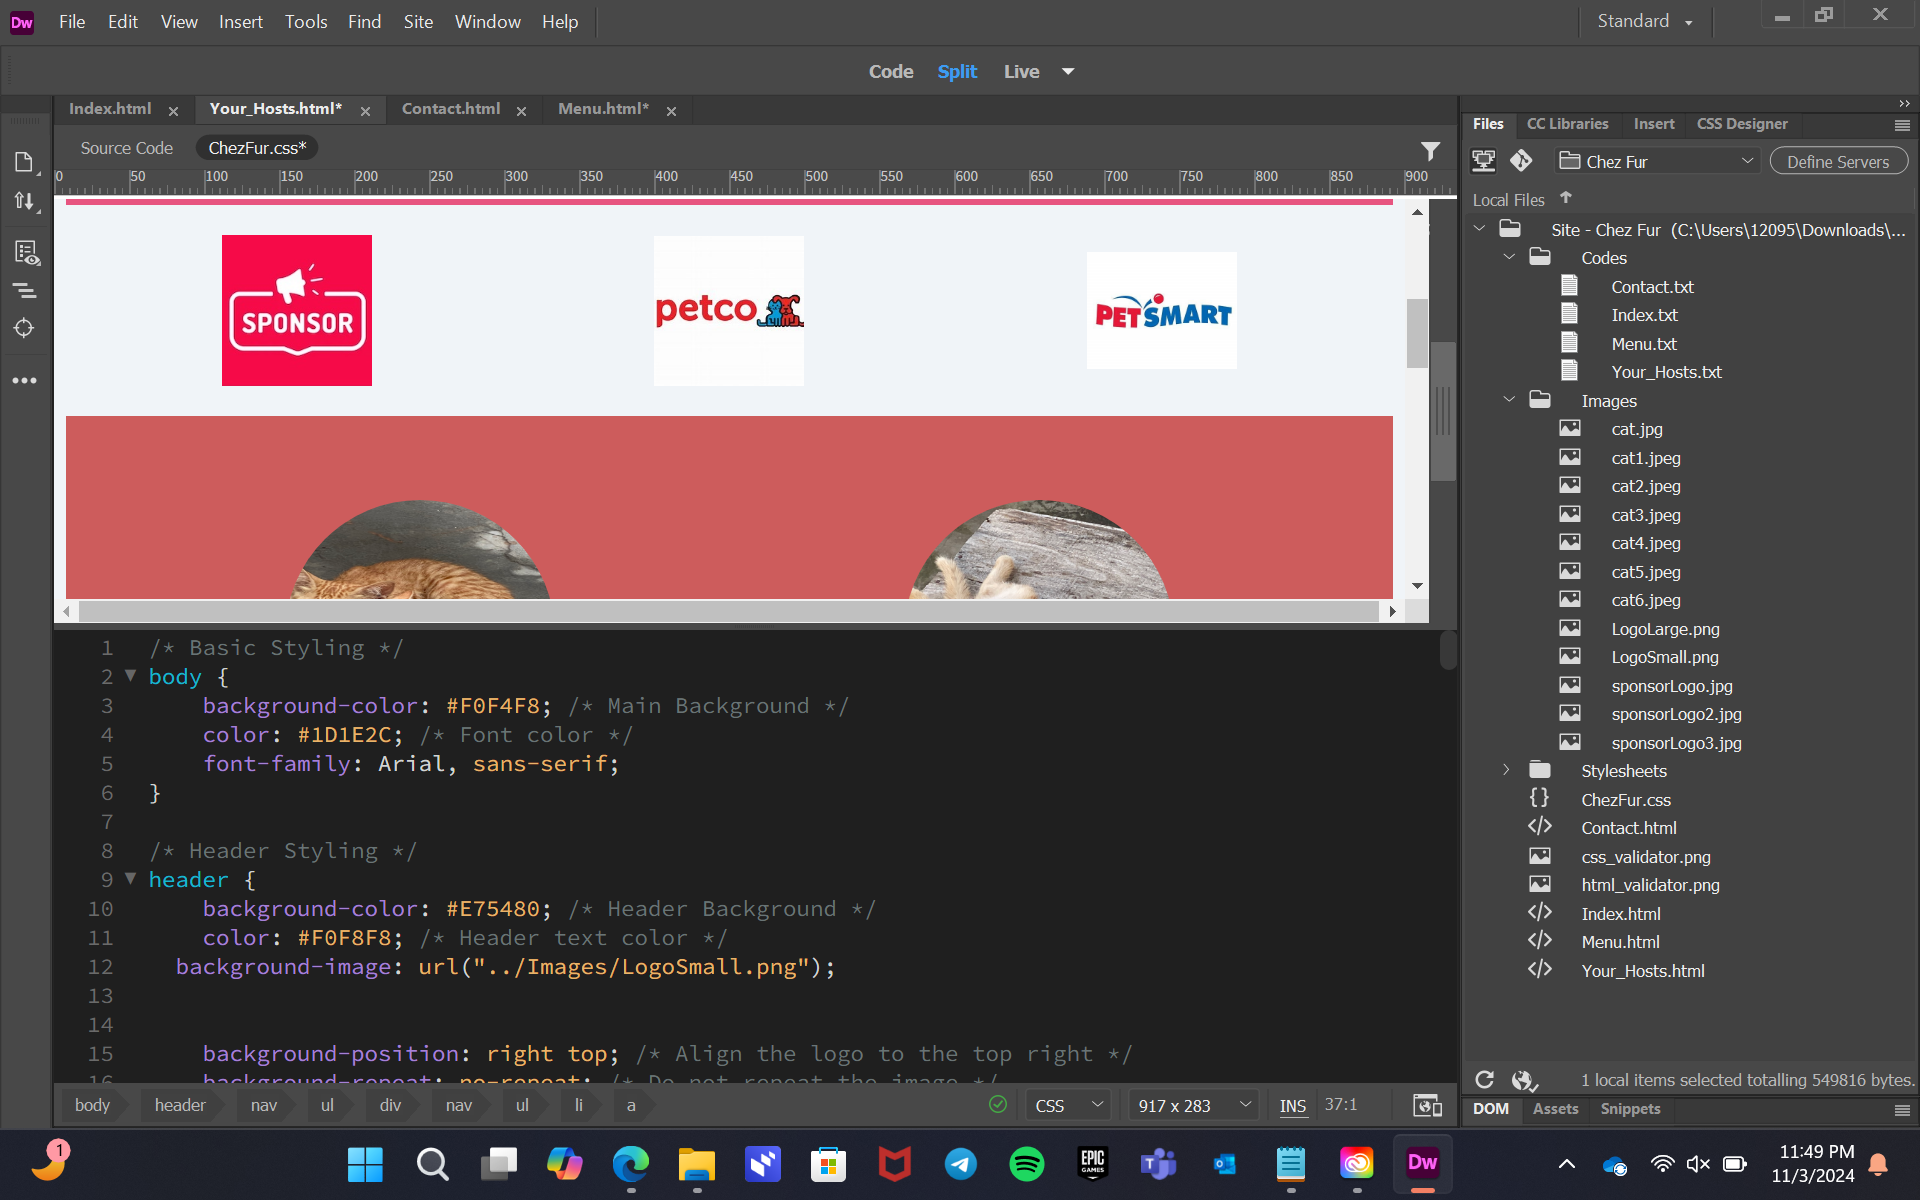 Dw File Edit View Insert Tools Find Site Window Help Standard
Code Split Live
Index.html Your_Hosts.html* Contact.html Menu.html*
Source Code ChezFur.css*
0 50 100 150 200 250 300 350 400 450 500 550 600 650 700 750 800 850 900
SPONSOR
petco
PETSMART
1 /* Basic Styling */
2 body {
3 background-color: #F0F4F8; /* Main Background */
4 color: #1D1E2C; /* Font color */
5 font-family: Arial, sans-serif;
6 }
7
8 /* Header Styling */
9 header {
10 background-color: #E75480; /* Header Background */
11 color: #F0F8F8; /* Header text color */
12 background-image: url("../Images/LogoSmall.png");
13
14
15 background-position: right top; /* Align the logo to the top right */
16 background-repeat: no-repeat; /* Do not repeat the image */
body header nav ul div nav ul li a
CSS 917 x 283 INS 37:1
Files CC Libraries Insert CSS Designer
Chez Fur Define Servers
Local Files
Site - Chez Fur (C:\Users\12095\Downloads\...
Codes
Contact.txt
Index.txt
Menu.txt
Your_Hosts.txt
Images
cat.jpg
cat1.jpeg
cat2.jpeg
cat3.jpeg
cat4.jpeg
cat5.jpeg
cat6.jpeg
LogoLarge.png
LogoSmall.png
sponsorLogo.jpg
sponsorLogo2.jpg
sponsorLogo3.jpg
Stylesheets
ChezFur.css
Contact.html
css_validator.png
html_validator.png
Index.html
Menu.html
Your_Hosts.html
1 local items selected totalling 549816 bytes.
DOM Assets Snippets
1
EPIC
GAMES
Dw
11:49 PM
11/3/2024